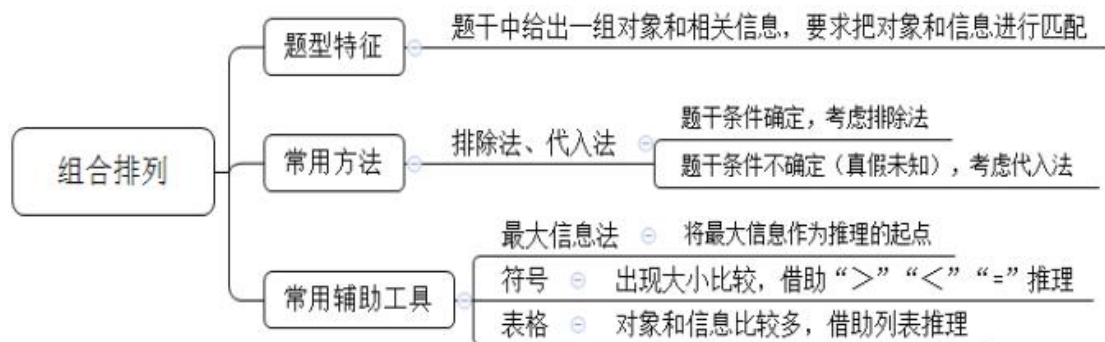 组合排列
题型特征
题干中给出一组对象和相关信息，要求把对象和信息进行匹配
常用方法
排除法、代入法
题干条件确定，考虑排除法
题干条件不确定（真假未知），考虑代入法
常用辅助工具
最大信息法
将最大信息作为推理的起点
符号
出现大小比较，借助“＞”“＜”“=”推理
表格
对象和信息比较多，借助列表推理